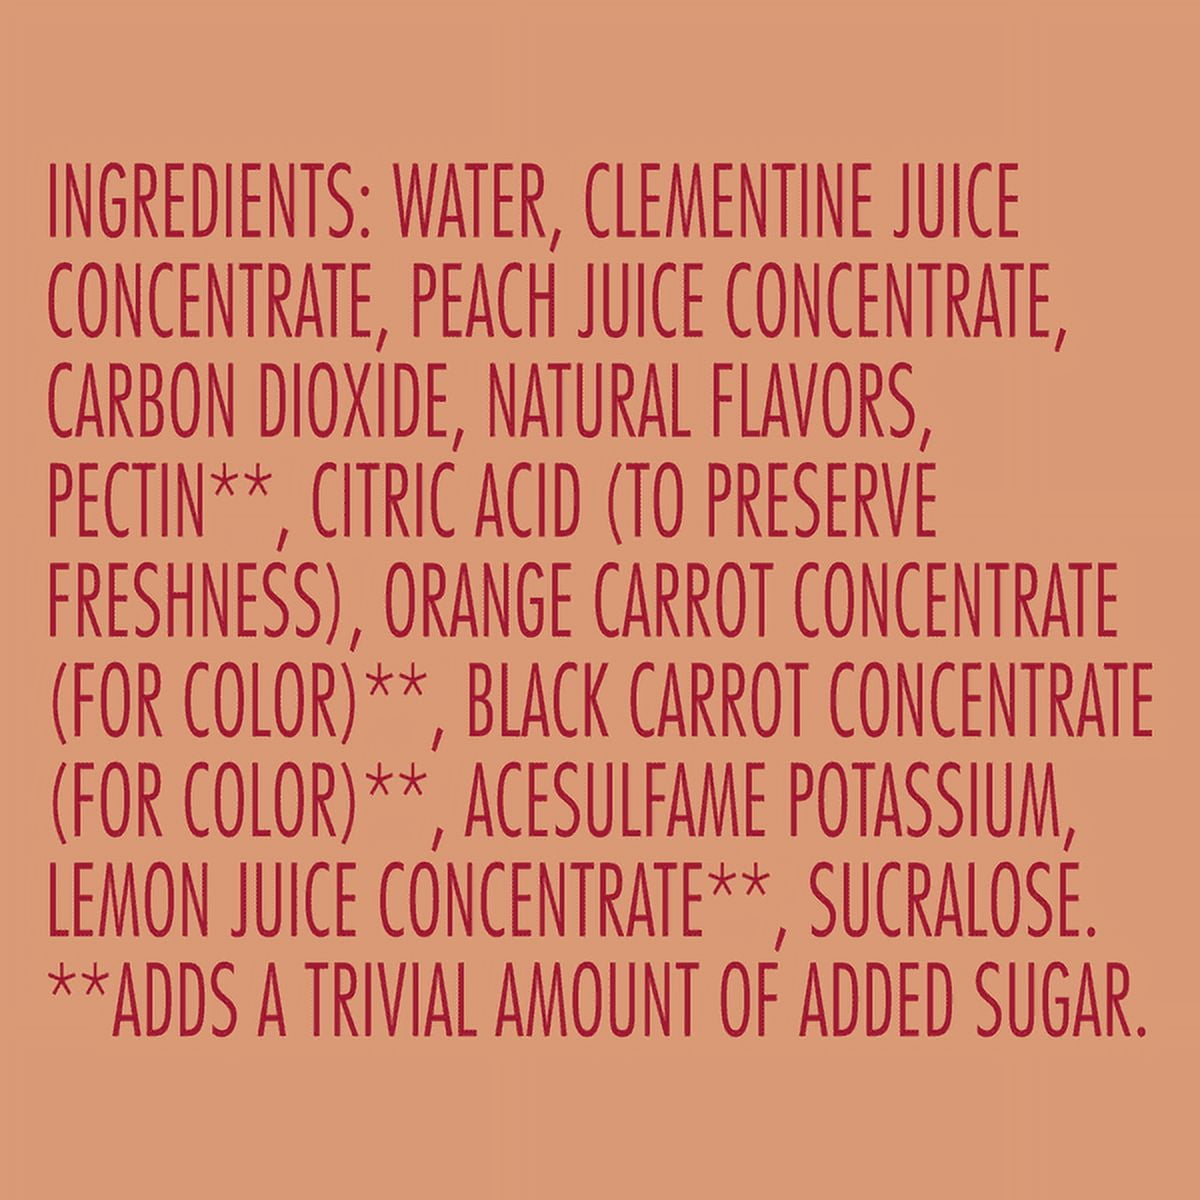 INGREDIENTS: WATER, CLEMENTINE JUICE
CONCENTRATE, PEACH JUICE CONCENTRATE,
CARBON DIOXIDE, NATURAL FLAVORS,
PECTIN**, CITRIC ACID (TO PRESERVE
FRESHNESS), ORANGE CARROT CONCENTRATE
(FOR COLOR)**, BLACK CARROT CONCENTRATE
(FOR COLOR)**, ACESULFAME POTASSIUM,
LEMON JUICE CONCENTRATE**, SUCRALOSE.
**ADDS A TRIVIAL AMOUNT OF ADDED SUGAR.